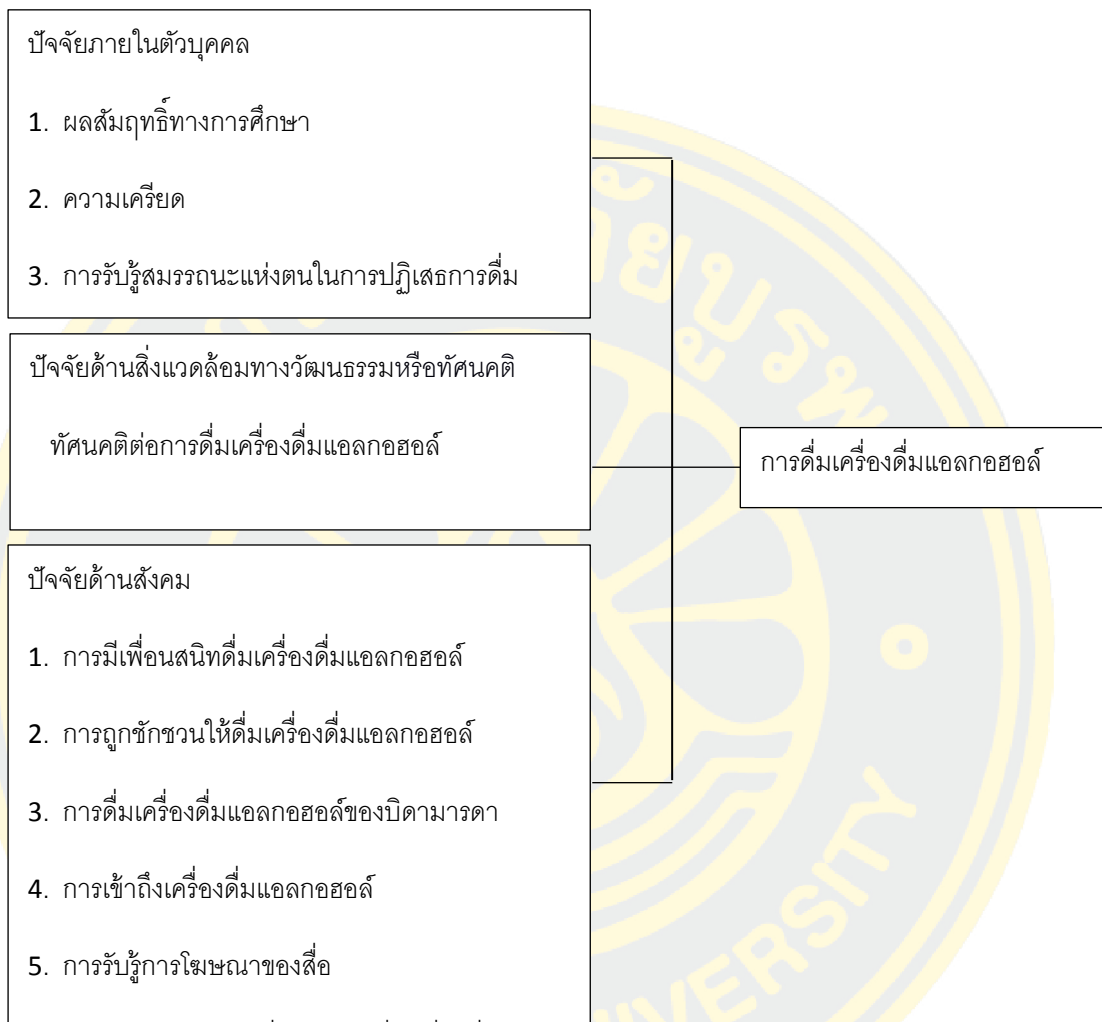 ปัจจัยภายในตัวบุคคล
1. ผลสัมฤทธิ์ทางการศึกษา
2. ความเครียด
3. การรับรู้สมรรถนะแห่งตนในการปฏิเสธการดื่ม
ปัจจัยด้านสิ่งแวดล้อมทางวัฒนธรรมหรือทัศนคติ
ทัศนคติต่อการดื่มเครื่องดื่มแอลกอฮอล์
การดื่มเครื่องดื่มแอลกอฮอล์
ปัจจัยด้านสังคม
1. การมีเพื่อนสนิทดื่มเครื่องดื่มแอลกอฮอล์
2. การถูกชักชวนให้ดื่มเครื่องดื่มแอลกอฮอล์
3. การดื่มเครื่องดื่มแอลกอฮอล์ของบิดามารดา
4. การเข้าถึงเครื่องดื่มแอลกอฮอล์
5. การรับรู้การโฆษณาของสื่อ